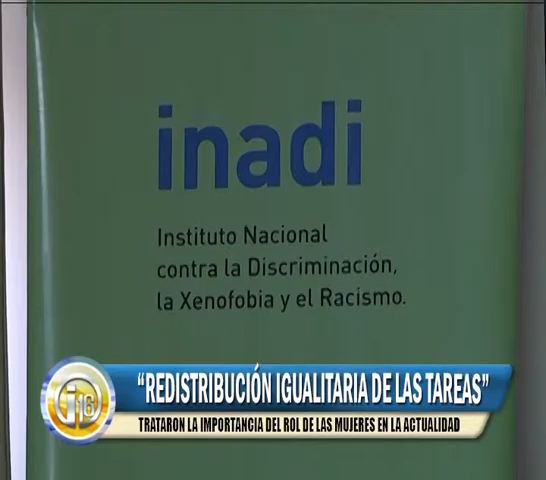 inadi
Instituto Nacional
contra la Discriminación,
la Xenofobia y el Racismo.
“REDISTRIBUCIÓN IGUALITARIA DE LAS TAREAS”
TRATARON LA IMPORTANCIA DEL ROL DE LAS MUJERES EN LA ACTUALIDAD